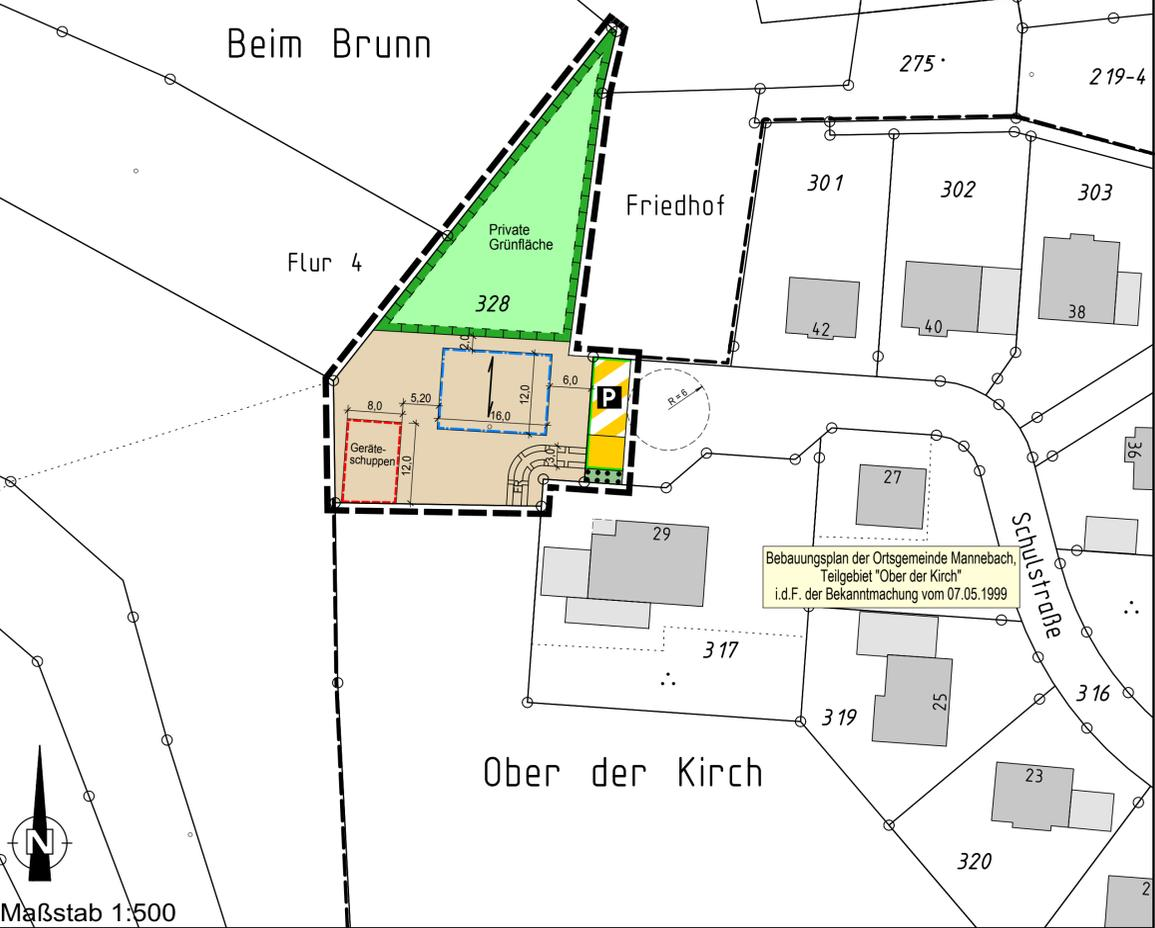 Beim Brunn
275
219-4
301
302
303
Friedhof
Flur 4
Private
Grünfläche
328
42
40
38
2,0
12,0
6,0
P
R=6
8,0
5,20
16,0
Geräte-
schuppen
12,0
3,0
FR
27
36
29
Schulstraße
Bebauungsplan der Ortsgemeinde Mannebach,
Teilgebiet "Ober der Kirch"
i.d.F. der Bekanntmachung vom 07.05.1999
317
319
25
316
Ober der Kirch
23
N
320
2
Maßstab 1:500